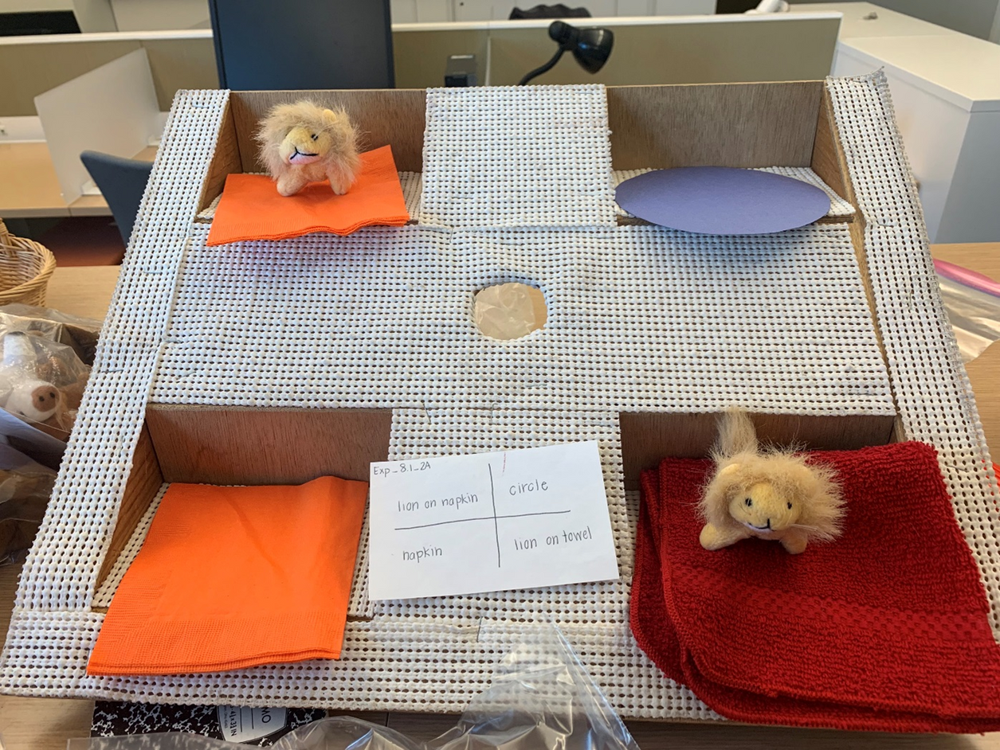 Exp_8.1_2A
lion on napkin
circle
napkin
lion on towel